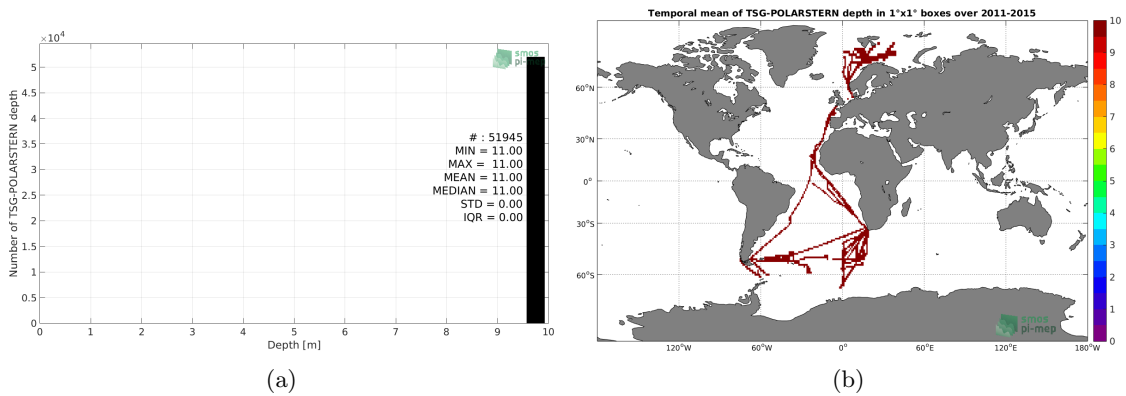 ×10⁴
5
4.5
4
3.5
3
2.5
2
1.5
1
0.5
0
Number of TSG-POLARSTERN depth
smos
pi-mep
# : 51945
MIN = 11.00
MAX = 11.00
MEAN = 11.00
MEDIAN = 11.00
STD = 0.00
IQR = 0.00
0 1 2 3 4 5 6 7 8 9 10
Depth [m]
(a)
Temporal mean of TSG-POLARSTERN depth in 1°x1° boxes over 2011-2015
60°N
30°N
0°
30°S
60°S
smos
pi-mep
120°W 60°W 0° 60°E 120°E 180°W
10
9
8
7
6
5
4
3
2
1
0
(b)